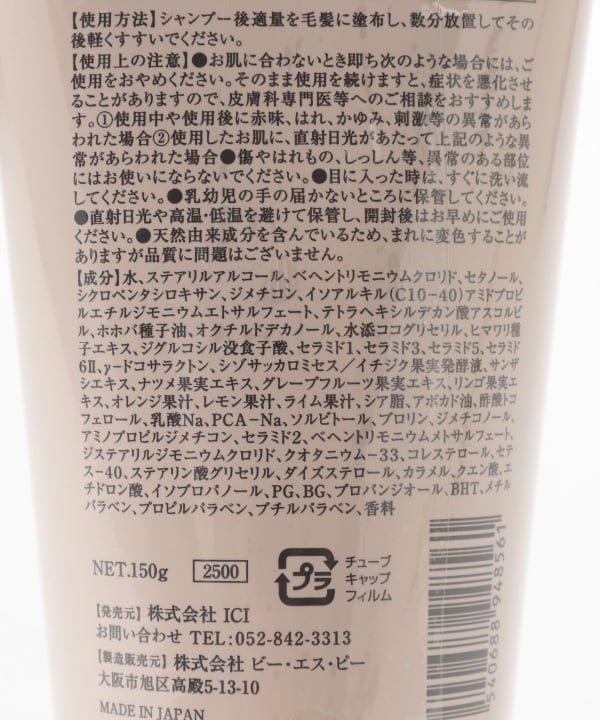 【使用方法】シャンプー後適量を毛髪に塗布し、数分放置してその
後軽くすすいでください。
【使用上の注意】●お肌に合わないとき即ち次のような場合には、ご
使用をおやめください。そのまま使用を続けますと、症状を悪化させ
ることがありますので、皮膚科専門医等へのご相談をおすすめしま
す。①使用中や使用後に赤味、はれ、かゆみ、刺激等の異常があら
われた場合②使用したお肌に、直射日光があたって上記のような異
常があらわれた場合●傷やはれもの、しっしん等、異常のある部位
にはお使いにならないでください。●目に入った時は、すぐに洗い流
してください。●乳幼児の手の届かないところに保管してください。
●直射日光や高温・低温を避けて保管し、開封後はお早めにご使用
ください。●天然由来成分を含んでいるため、まれに変色することが
ありますが品質に問題はございません。
【成分】水、ステアリルアルコール、ベヘントリモニウムクロリド、セタノール、
シクロペンタシロキサン、ジメチコン、イソアルキル(C10-40)アミドプロピ
ルエチルジモニウムエトサルフェート、テトラヘキシルデカン酸アスコルビ
ル、ホホバ種子油、オクチルドデカノール、水添ココグリセリル、ヒマワリ種
子エキス、ジグルコシル没食子酸、セラミド1、セラミド3、セラミド5、セラミド
6Ⅱ、γ-ドコサラクトン、シゾサッカロミセス/イチジク果実発酵液、サンザ
シエキス、ナツメ果実エキス、グレープフルーツ果実エキス、リンゴ果実エ
キス、オレンジ果汁、レモン果汁、ライム果汁、シア脂、アボカド油、酢酸トコ
フェロール、乳酸Na、PCA-Na、ソルビトール、プロリン、ジメチコノール、
アミノプロピルジメチコン、セラミド2、ベヘントリモニウムメトサルフェート、
ジステアリルジモニウムクロリド、クオタニウム-33、コレステロール、セテ
ス-40、ステアリン酸グリセリル、ダイズステロール、カラメル、クエン酸、エ
チドロン酸、イソプロパノール、PG、BG、プロパンジオール、BHT、メチル
パラベン、プロピルパラベン、ブチルパラベン、香料
NET.150g 2500
プラ
チューブ
キャップ
フィルム
【発売元】株式会社 ICI
お問い合わせ TEL:052-842-3313
【製造販売元】株式会社 ビー・エス・ピー
大阪市旭区高殿5-13-10
MADE IN JAPAN
540688 948561